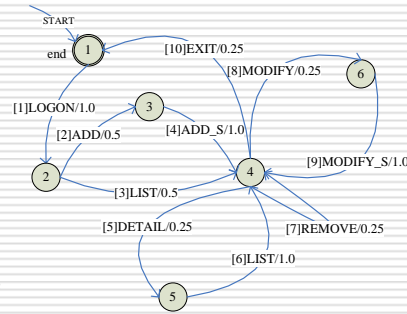 START
end
1
[10]EXIT/0.25
[8]MODIFY/0.25
6
[1]LOGON/1.0
3
[2]ADD/0.5
[4]ADD_S/1.0
[9]MODIFY_S/1.0
2
4
[3]LIST/0.5
[5]DETAIL/0.25
[7]REMOVE/0.25
[6]LIST/1.0
5